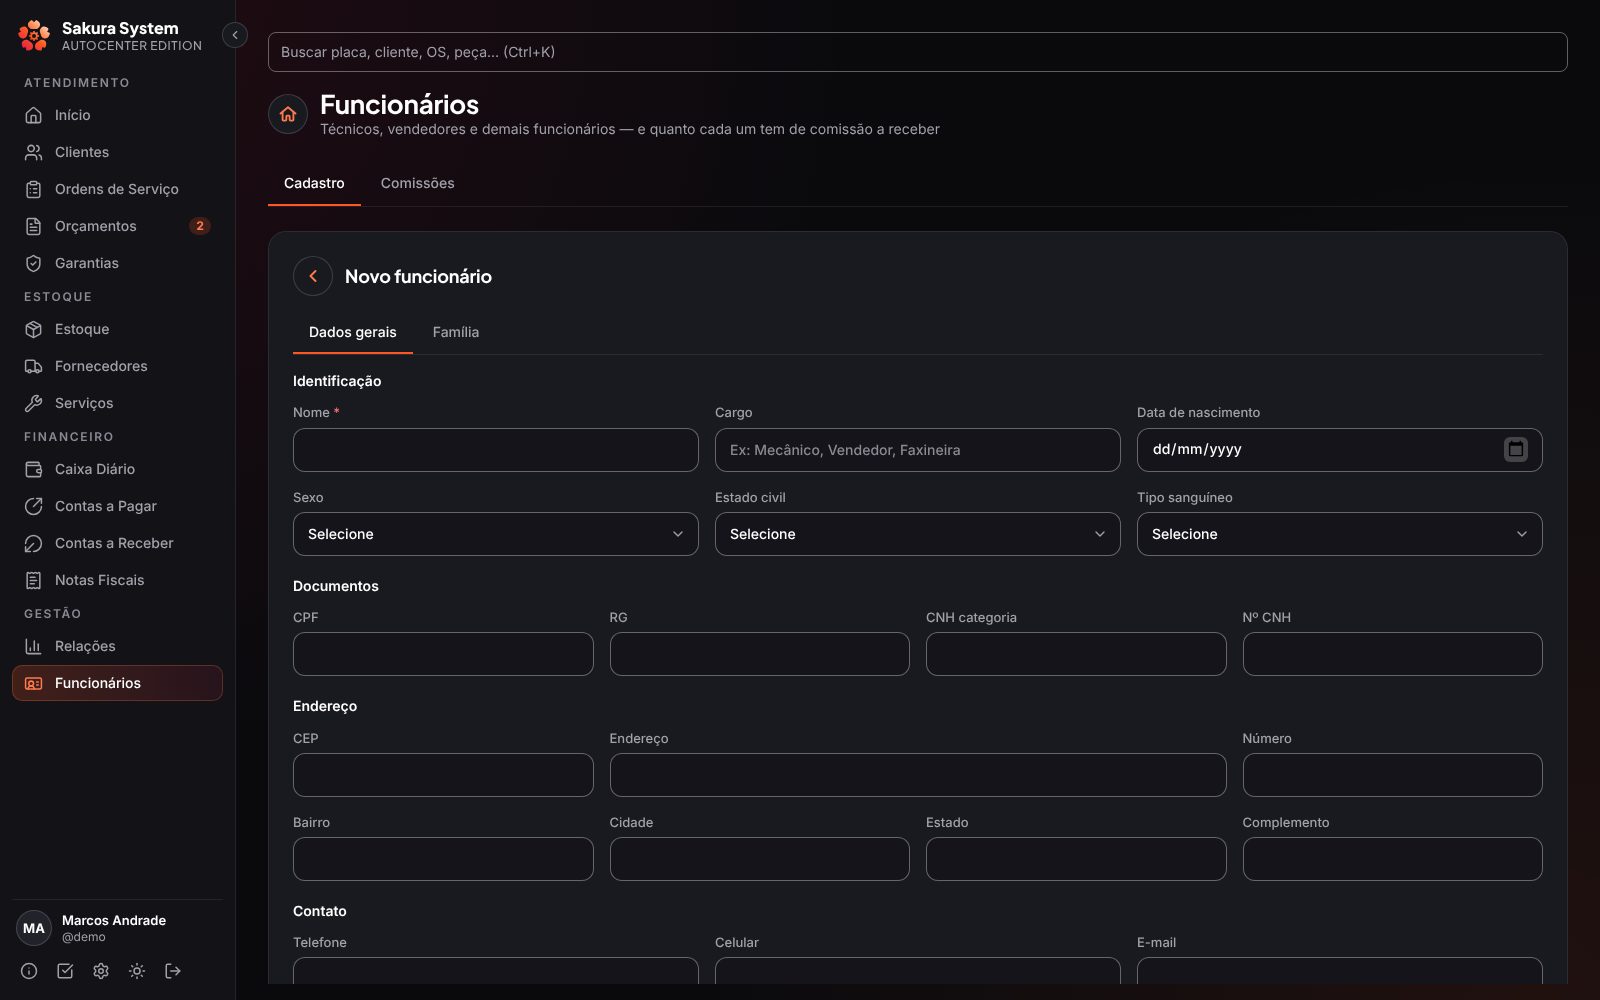 Sakura System
AUTOCENTER EDITION
ATENDIMENTO
Início
Clientes
Ordens de Serviço
Orçamentos 2
Garantias
ESTOQUE
Estoque
Fornecedores
Serviços
FINANCEIRO
Caixa Diário
Contas a Pagar
Contas a Receber
Notas Fiscais
GESTÃO
Relações
Funcionários
MA
Marcos Andrade
@demo
Buscar placa, cliente, OS, peça... (Ctrl+K)
Funcionários
Técnicos, vendedores e demais funcionários — e quanto cada um tem de comissão a receber
Cadastro Comissões
Novo funcionário
Dados gerais Família
Identificação
Nome * Cargo Data de nascimento
Ex: Mecânico, Vendedor, Faxineira dd/mm/yyyy
Sexo Estado civil Tipo sanguíneo
Selecione Selecione Selecione
Documentos
CPF RG CNH categoria Nº CNH
Endereço
CEP Endereço Número
Bairro Cidade Estado Complemento
Contato
Telefone Celular E-mail